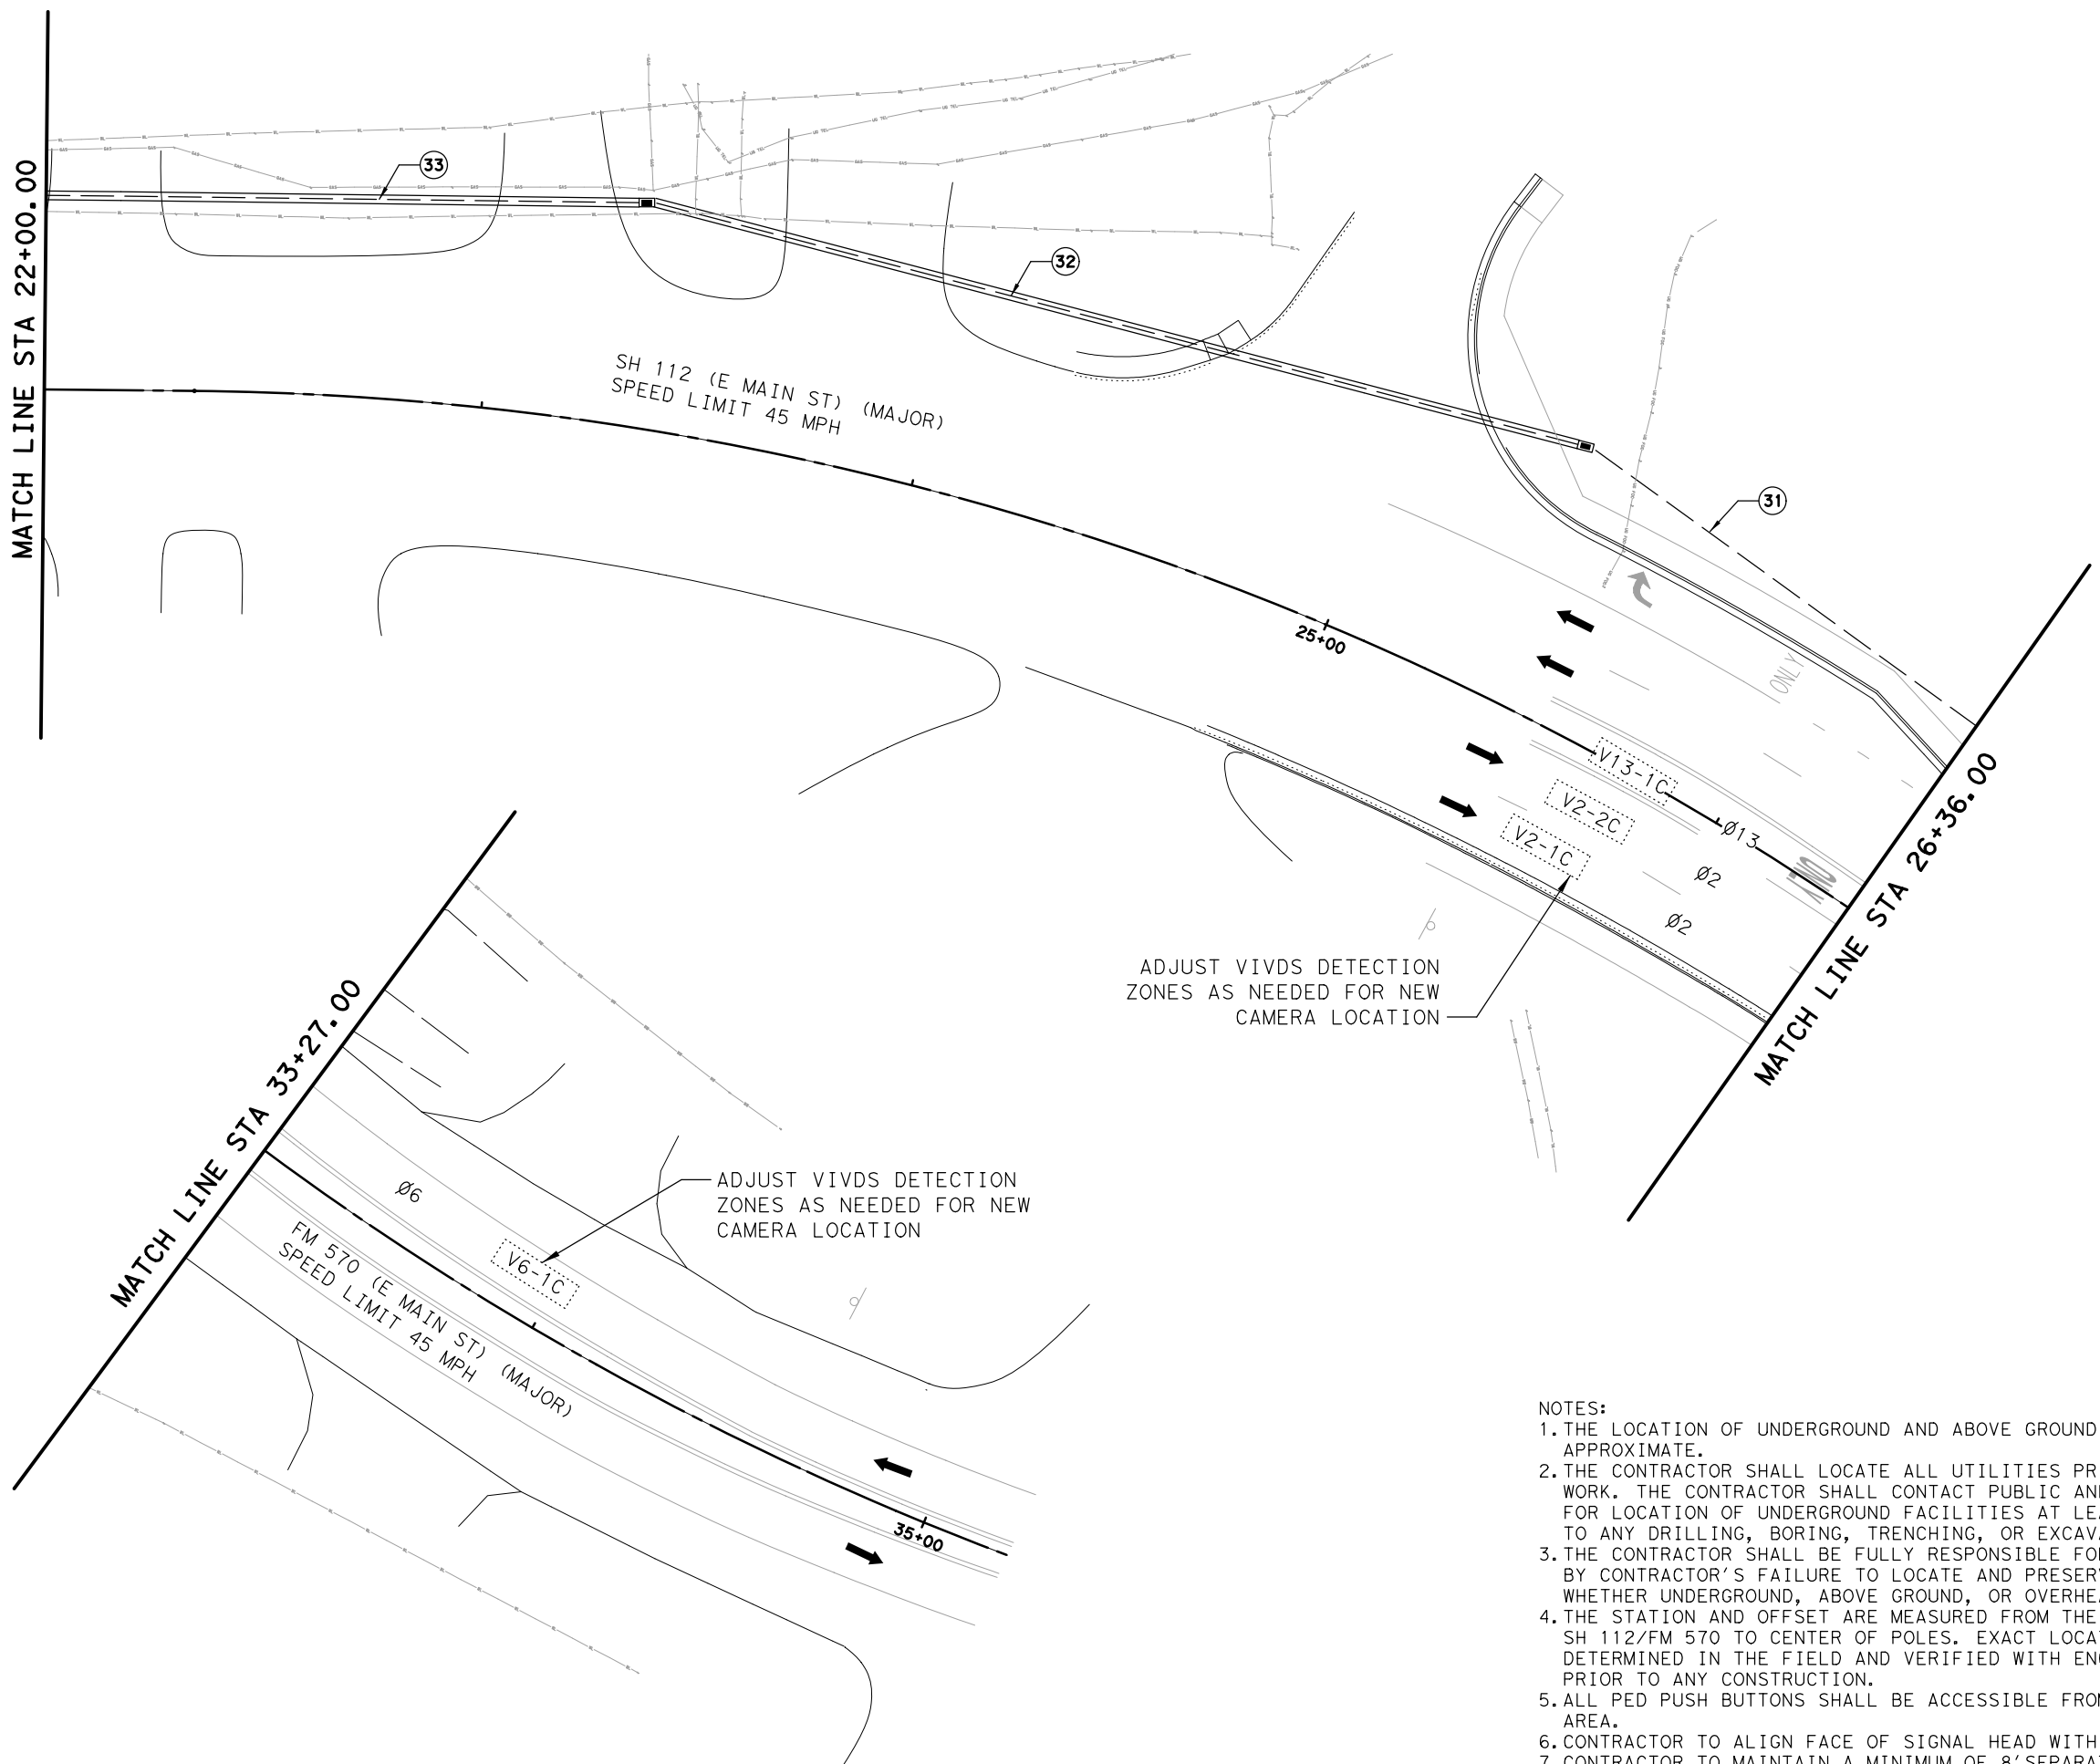 MATCH LINE STA 22+00.00
33
32
31
SH 112 (E MAIN ST) (MAJOR)
SPEED LIMIT 45 MPH
25+00
ONLY
V13-1C
V2-2C
V2-1C
Ø13
Ø2
Ø2
ONLY
MATCH LINE STA 26+36.00
ADJUST VIVDS DETECTION
ZONES AS NEEDED FOR NEW
CAMERA LOCATION
MATCH LINE STA 33+27.00
Ø6
ADJUST VIVDS DETECTION
ZONES AS NEEDED FOR NEW
CAMERA LOCATION
V6-1C
FM 570 (E MAIN ST) (MAJOR)
SPEED LIMIT 45 MPH
35+00
NOTES:
1. THE LOCATION OF UNDERGROUND AND ABOVE GROUND
APPROXIMATE.
2. THE CONTRACTOR SHALL LOCATE ALL UTILITIES PR
WORK. THE CONTRACTOR SHALL CONTACT PUBLIC AN
FOR LOCATION OF UNDERGROUND FACILITIES AT LE
TO ANY DRILLING, BORING, TRENCHING, OR EXCAV
3. THE CONTRACTOR SHALL BE FULLY RESPONSIBLE FO
BY CONTRACTOR'S FAILURE TO LOCATE AND PRESER
WHETHER UNDERGROUND, ABOVE GROUND, OR OVERHE
4. THE STATION AND OFFSET ARE MEASURED FROM THE
SH 112/FM 570 TO CENTER OF POLES. EXACT LOCA
DETERMINED IN THE FIELD AND VERIFIED WITH EN
PRIOR TO ANY CONSTRUCTION.
5. ALL PED PUSH BUTTONS SHALL BE ACCESSIBLE FRO
AREA.
6. CONTRACTOR TO ALIGN FACE OF SIGNAL HEAD WITH
7. CONTRACTOR TO MAINTAIN A MINIMUM OF 8' SEPARA